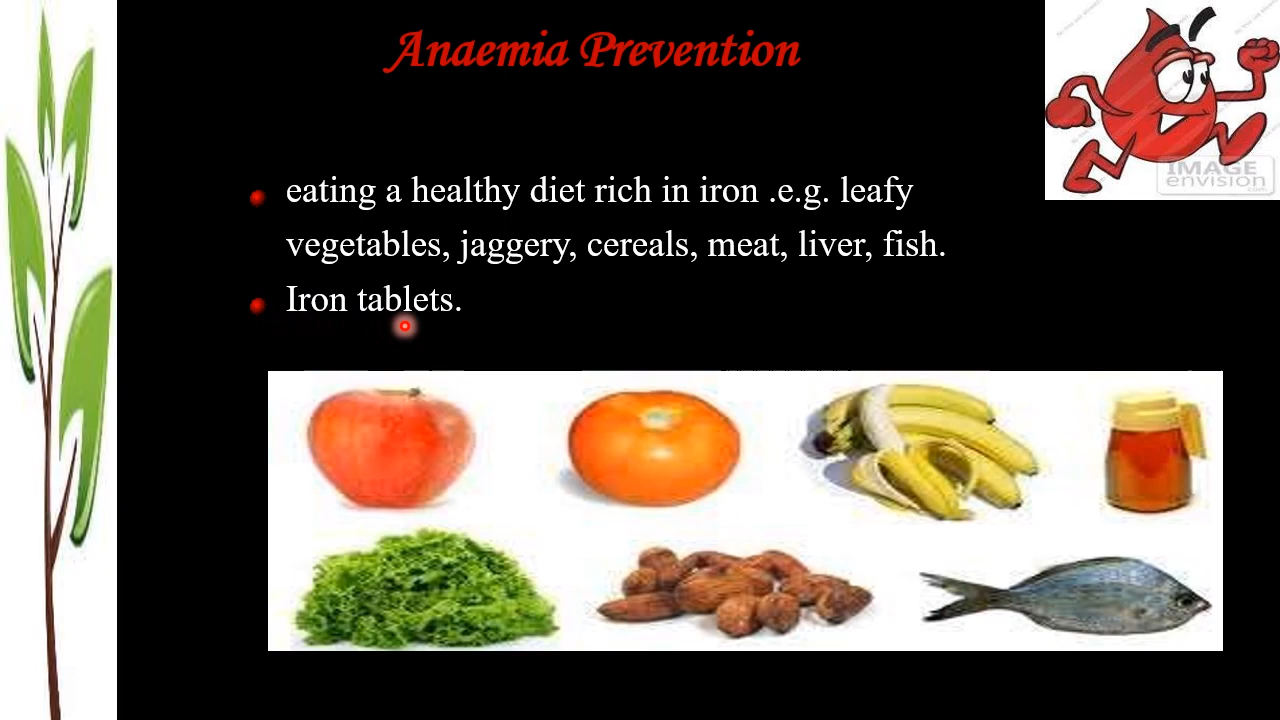 Anaemia Prevention
eating a healthy diet rich in iron .e.g. leafy
vegetables, jaggery, cereals, meat, liver, fish.
Iron tablets.
IMAGE
envision
.com